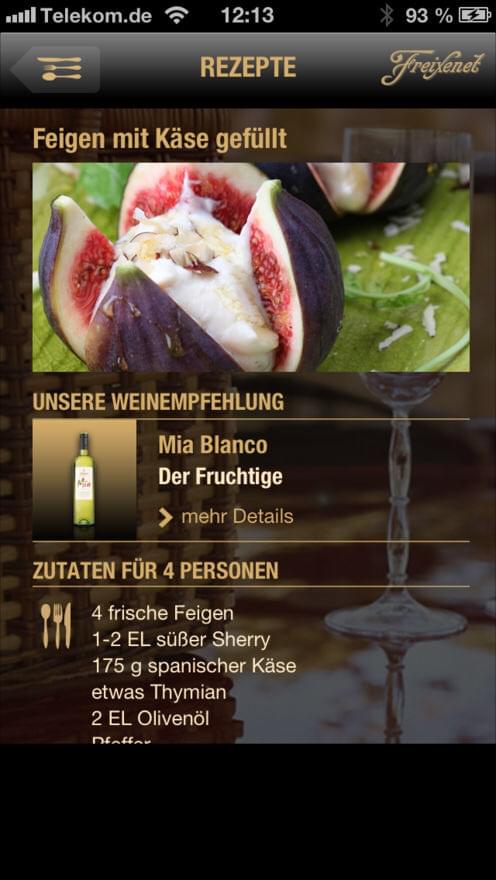 Telekom.de 12:13 93 %
REZEPTE Freixenet
Feigen mit Käse gefüllt
UNSERE WEINEMPFEHLUNG
Mia
Mia Blanco
Der Fruchtige
mehr Details
ZUTATEN FÜR 4 PERSONEN
4 frische Feigen
1-2 EL süßer Sherry
175 g spanischer Käse
etwas Thymian
2 EL Olivenöl
Pfeffer